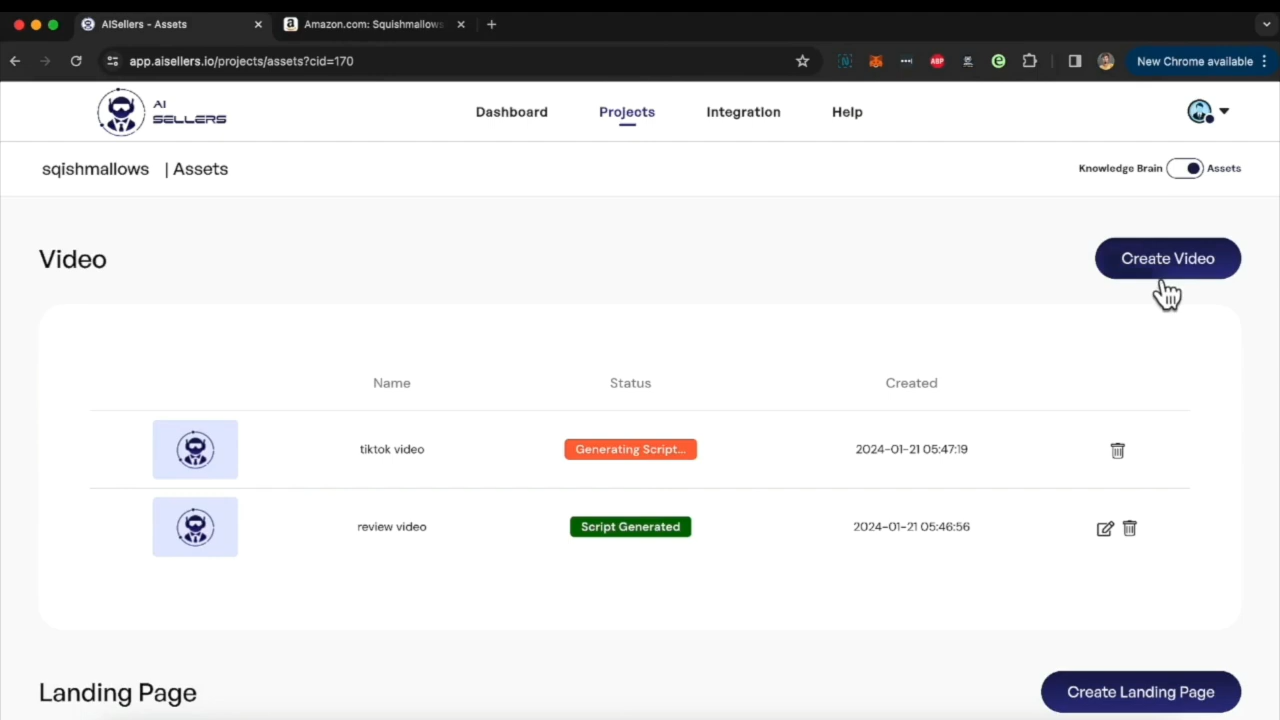 AISellers - Assets
Amazon.com: Squishmallows
app.aisellers.io/projects/assets?cid=170
ABP
New Chrome available
AI
SELLERS
Dashboard
Projects
Integration
Help
sqishmallows | Assets
Knowledge Brain
Assets
Video
Create Video
Name
Status
Created
tiktok video
Generating Script...
2024-01-21 05:47:19
review video
Script Generated
2024-01-21 05:46:56
Landing Page
Create Landing Page